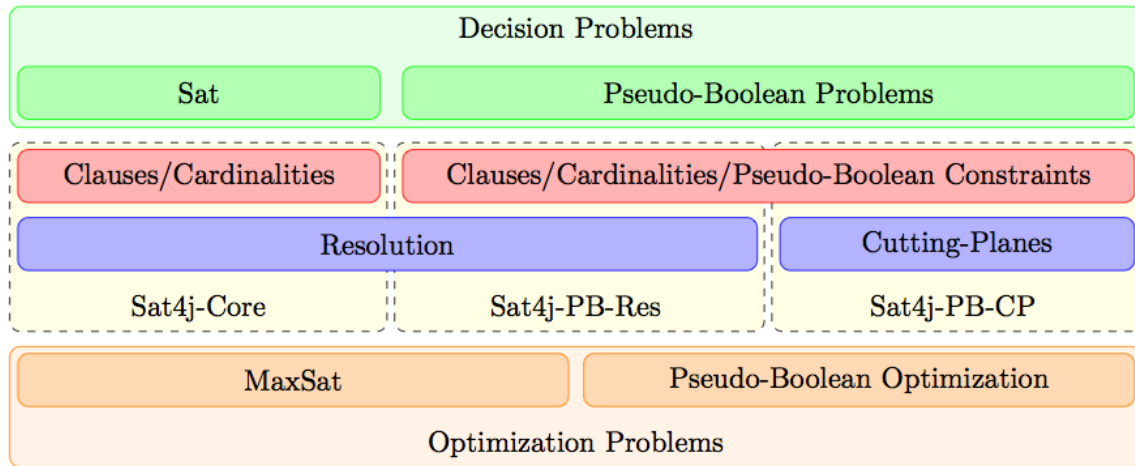 Decision Problems
Sat
Pseudo-Boolean Problems
Clauses/Cardinalities
Clauses/Cardinalities/Pseudo-Boolean Constraints
Resolution
Cutting-Planes
Sat4j-Core
Sat4j-PB-Res
Sat4j-PB-CP
MaxSat
Pseudo-Boolean Optimization
Optimization Problems